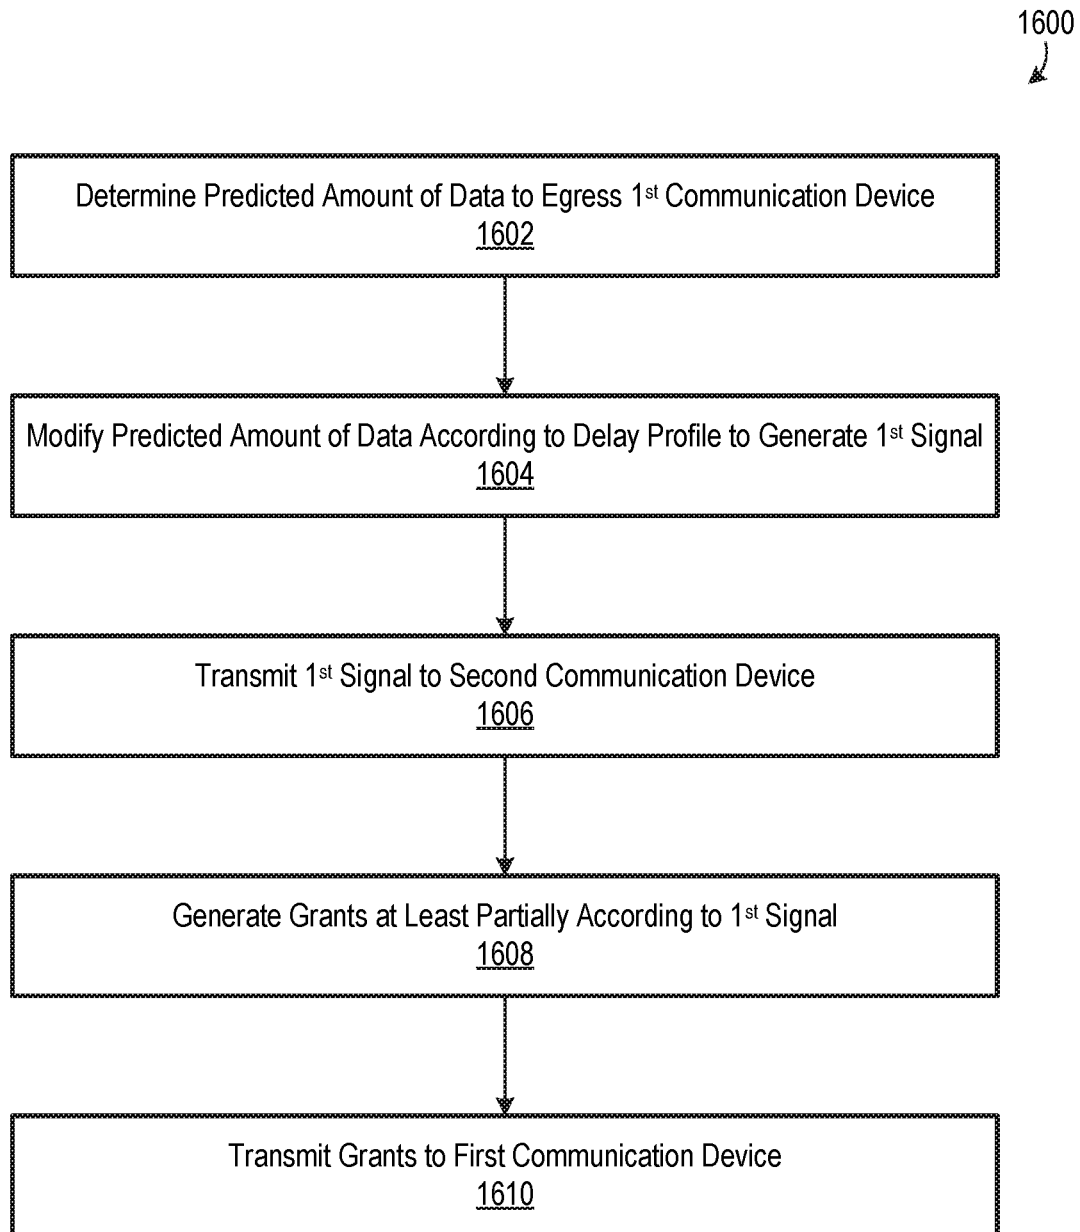 1600
Determine Predicted Amount of Data to Egress 1st Communication Device
1602
Modify Predicted Amount of Data According to Delay Profile to Generate 1st Signal
1604
Transmit 1st Signal to Second Communication Device
1606
Generate Grants at Least Partially According to 1st Signal
1608
Transmit Grants to First Communication Device
1610